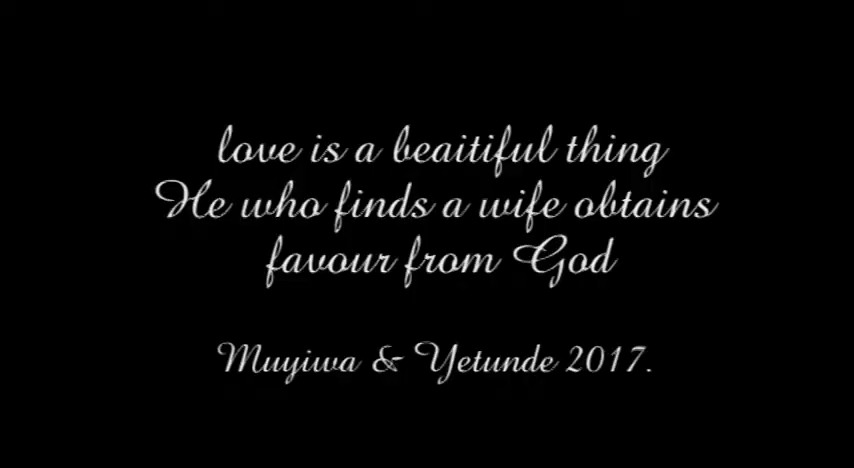 love is a beaitiful thing
He who finds a wife obtains
favour from God
Muyiwa & Yetunde 2017.